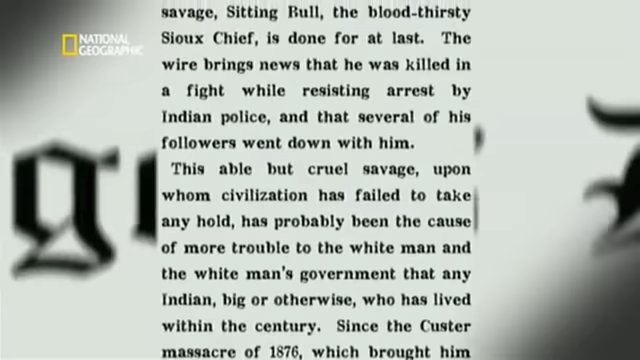 NATIONAL
GEOGRAPHIC
savage, Sitting Bull, the blood-thirsty
Sioux Chief, is done for at last. The
wire brings news that he was killed in
a fight while resisting arrest by
Indian police, and that several of his
followers went down with him.
This able but cruel savage, upon
whom civilization has failed to take
any hold, has probably been the cause
of more trouble to the white man and
the white man's government that any
Indian, big or otherwise, who has lived
within the century. Since the Custer
massacre of 1876, which brought him